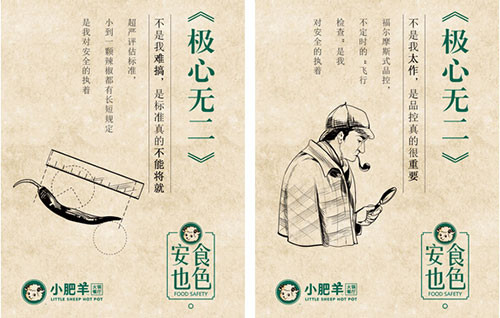 《极心无二》
不是我难搞，是标准真的不能将就
超严评估标准，
小到一颗辣椒都有长短规定
是我对安全的执着
食色
安也
FOOD SAFETY
小肥羊
LITTLE SHEEP HOT POT
《极心无二》
不是我太作，是品控真的很重要
福尔摩斯式品控，
不定时的“飞行
检查”是我
对安全的执着
食色
安也
FOOD SAFETY
小肥羊
LITTLE SHEEP HOT POT